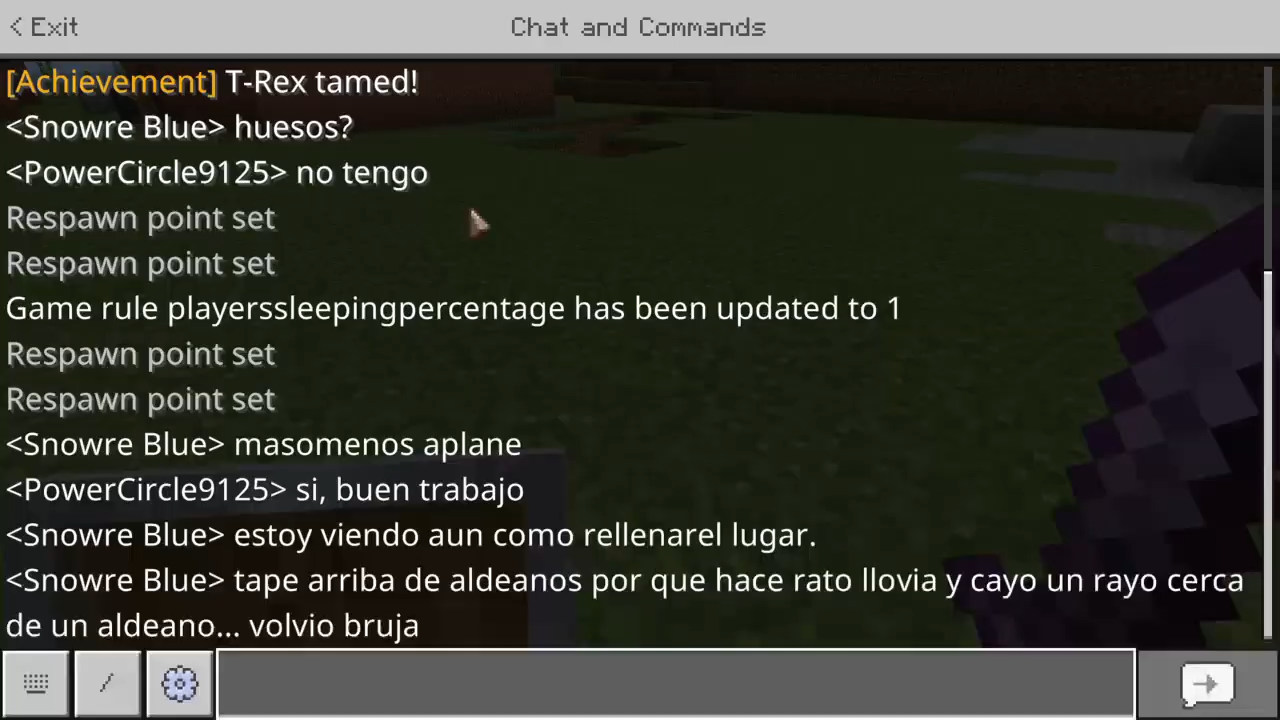 < Exit
Chat and Commands
[Achievement] T-Rex tamed!
<Snowre Blue> huesos?
<PowerCircle9125> no tengo
Respawn point set
Respawn point set
Game rule playerssleepingpercentage has been updated to 1
Respawn point set
Respawn point set
<Snowre Blue> masomenos aplane
<PowerCircle9125> si, buen trabajo
<Snowre Blue> estoy viendo aun como rellenarel lugar.
<Snowre Blue> tape arriba de aldeanos por que hace rato llovia y cayo un rayo cerca
de un aldeano... volvio bruja
/